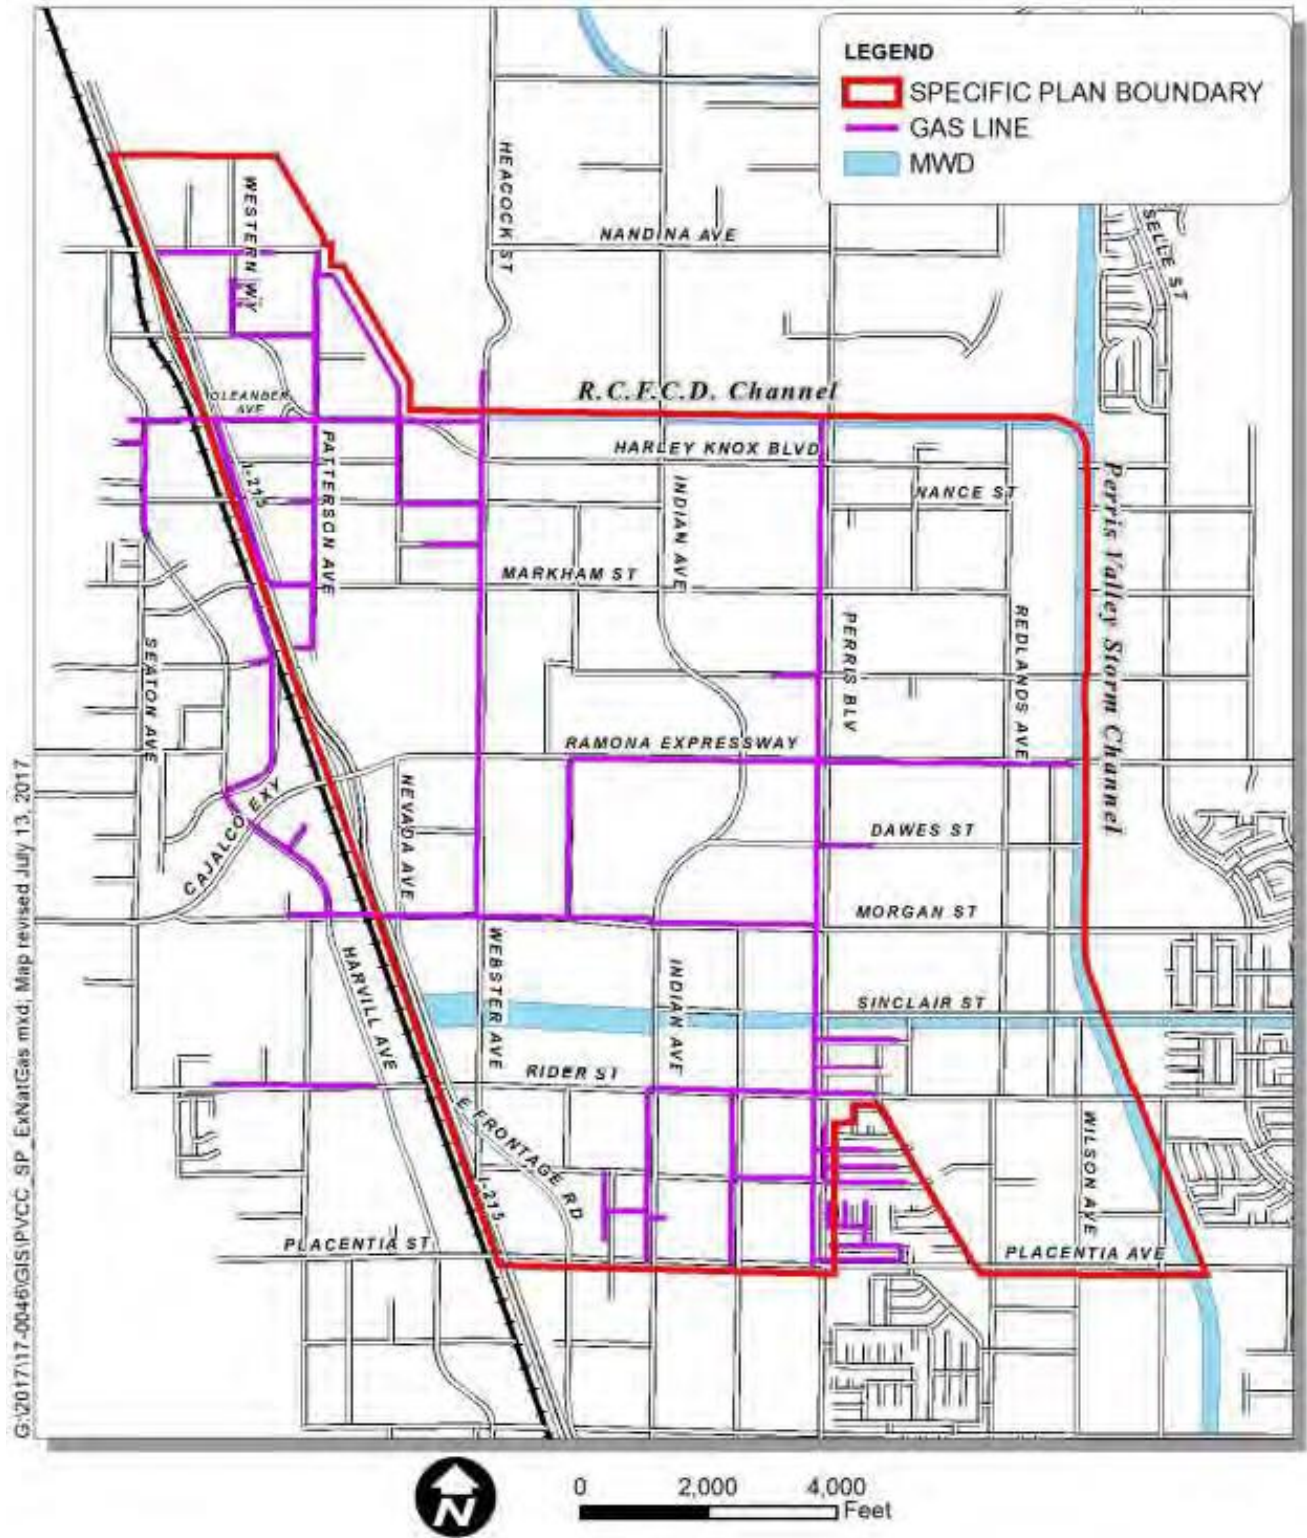 LEGEND
SPECIFIC PLAN BOUNDARY
GAS LINE
MWD
HEACOCK ST
WESTERN WY
NANDINA AVE
SELLE ST
R.C.F.C.D. Channel
OLEANDER
AVE
HARLEY KNOX BLVD
PATTERSON AVE
I-215
INDIAN AVE
NANCE ST
Perris Valley Storm Channel
MARKHAM ST
PERRIS BLV
REDLANDS AVE
SEATON AVE
RAMONA EXPRESSWAY
NEVADA AVE
CAJALCO EXY
DAWES ST
MORGAN ST
WEBSTER AVE
HARVILL AVE
INDIAN AVE
SINCLAIR ST
RIDER ST
E FRONTAGE RD
WILSON AVE
I-215
PLACENTIA ST
PLACENTIA AVE
G:\2017\17-0046\GIS\PVCC_SP_ExNatGas.mxd; Map revised July 13, 2017.
N
0 2,000 4,000
Feet